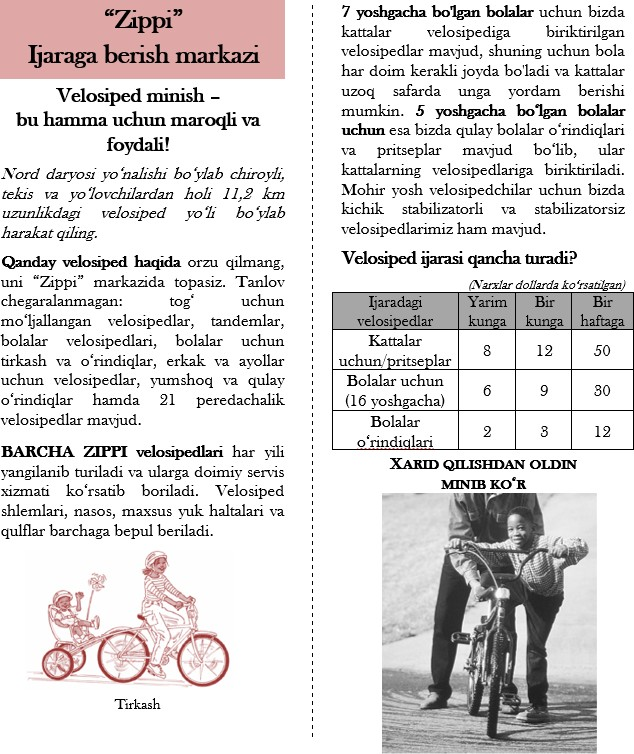 “Zippi”
Ijaraga berish markazi
Velosiped minish –
bu hamma uchun maroqli va
foydali!
Nord daryosi yo‘nalishi bo‘ylab chiroyli,
tekis va yo‘lovchilardan holi 11,2 km
uzunlikdagi velosiped yo‘li bo‘ylab
harakat qiling.
Qanday velosiped haqida orzu qilmang,
uni “Zippi” markazida topasiz. Tanlov
chegaralanmagan: tog‘ uchun
mo‘ljallangan velosipedlar, tandemlar,
bolalar velosipedlari, bolalar uchun
tirkash va o‘rindiqlar, erkak va ayollar
uchun velosipedlar, yumshoq va qulay
o‘rindiqlar hamda 21 peredachalik
velosipedlar mavjud.
BARCHA ZIPPI velosipedlari har yili
yangilanib turiladi va ularga doimiy servis
xizmati ko‘rsatib boriladi. Velosiped
shlemlari, nasos, maxsus yuk haltalari va
qulflar barchaga bepul beriladi.
Tirkash
7 yoshgacha bo'lgan bolalar uchun bizda
kattalar velosipediga biriktirilgan
velosipedlar mavjud, shuning uchun bola
har doim kerakli joyda bo'ladi va kattalar
uzoq safarda unga yordam berishi
mumkin. 5 yoshgacha bo‘lgan bolalar
uchun esa bizda qulay bolalar o‘rindiqlari
va pritseplar mavjud bo‘lib, ular
kattalarning velosipedlariga biriktiriladi.
Mohir yosh velosipedchilar uchun bizda
kichik stabilizatorli va stabilizatorsiz
velosipedlarimiz ham mavjud.
Velosiped ijarasi qancha turadi?
(Narxlar dollarda ko‘rsatilgan)
Ijaradagi velosipedlar Yarim kunga Bir kunga Bir haftaga
Kattalar uchun/pritseplar 8 12 50
Bolalar uchun (16 yoshgacha) 6 9 30
Bolalar o‘rindiqlari 2 3 12
XARID QILISHDAN OLDIN
MINIB KO‘R